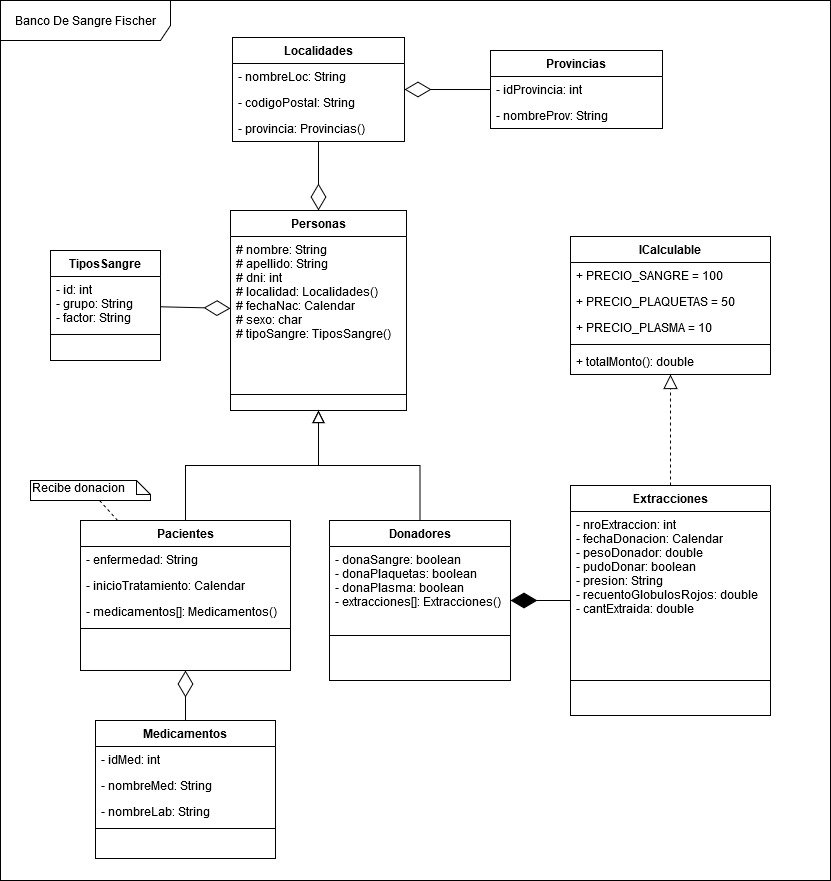 Banco De Sangre Fischer
Localidades
- nombreLoc: String
- codigoPostal: String
- provincia: Provincias()
Provincias
- idProvincia: int
- nombreProv: String
Personas
# nombre: String
# apellido: String
# dni: int
# localidad: Localidades()
# fechaNac: Calendar
# sexo: char
# tipoSangre: TiposSangre()
TiposSangre
- id: int
- grupo: String
- factor: String
ICalculable
+ PRECIO_SANGRE = 100
+ PRECIO_PLAQUETAS = 50
+ PRECIO_PLASMA = 10
+ totalMonto(): double
Recibe donacion
Pacientes
- enfermedad: String
- inicioTratamiento: Calendar
- medicamentos[]: Medicamentos()
Donadores
- donaSangre: boolean
- donaPlaquetas: boolean
- donaPlasma: boolean
- extracciones[]: Extracciones()
Extracciones
- nroExtraccion: int
- fechaDonacion: Calendar
- pesoDonador: double
- pudoDonar: boolean
- presion: String
- recuentoGlobulosRojos: double
- cantExtraida: double
Medicamentos
- idMed: int
- nombreMed: String
- nombreLab: String